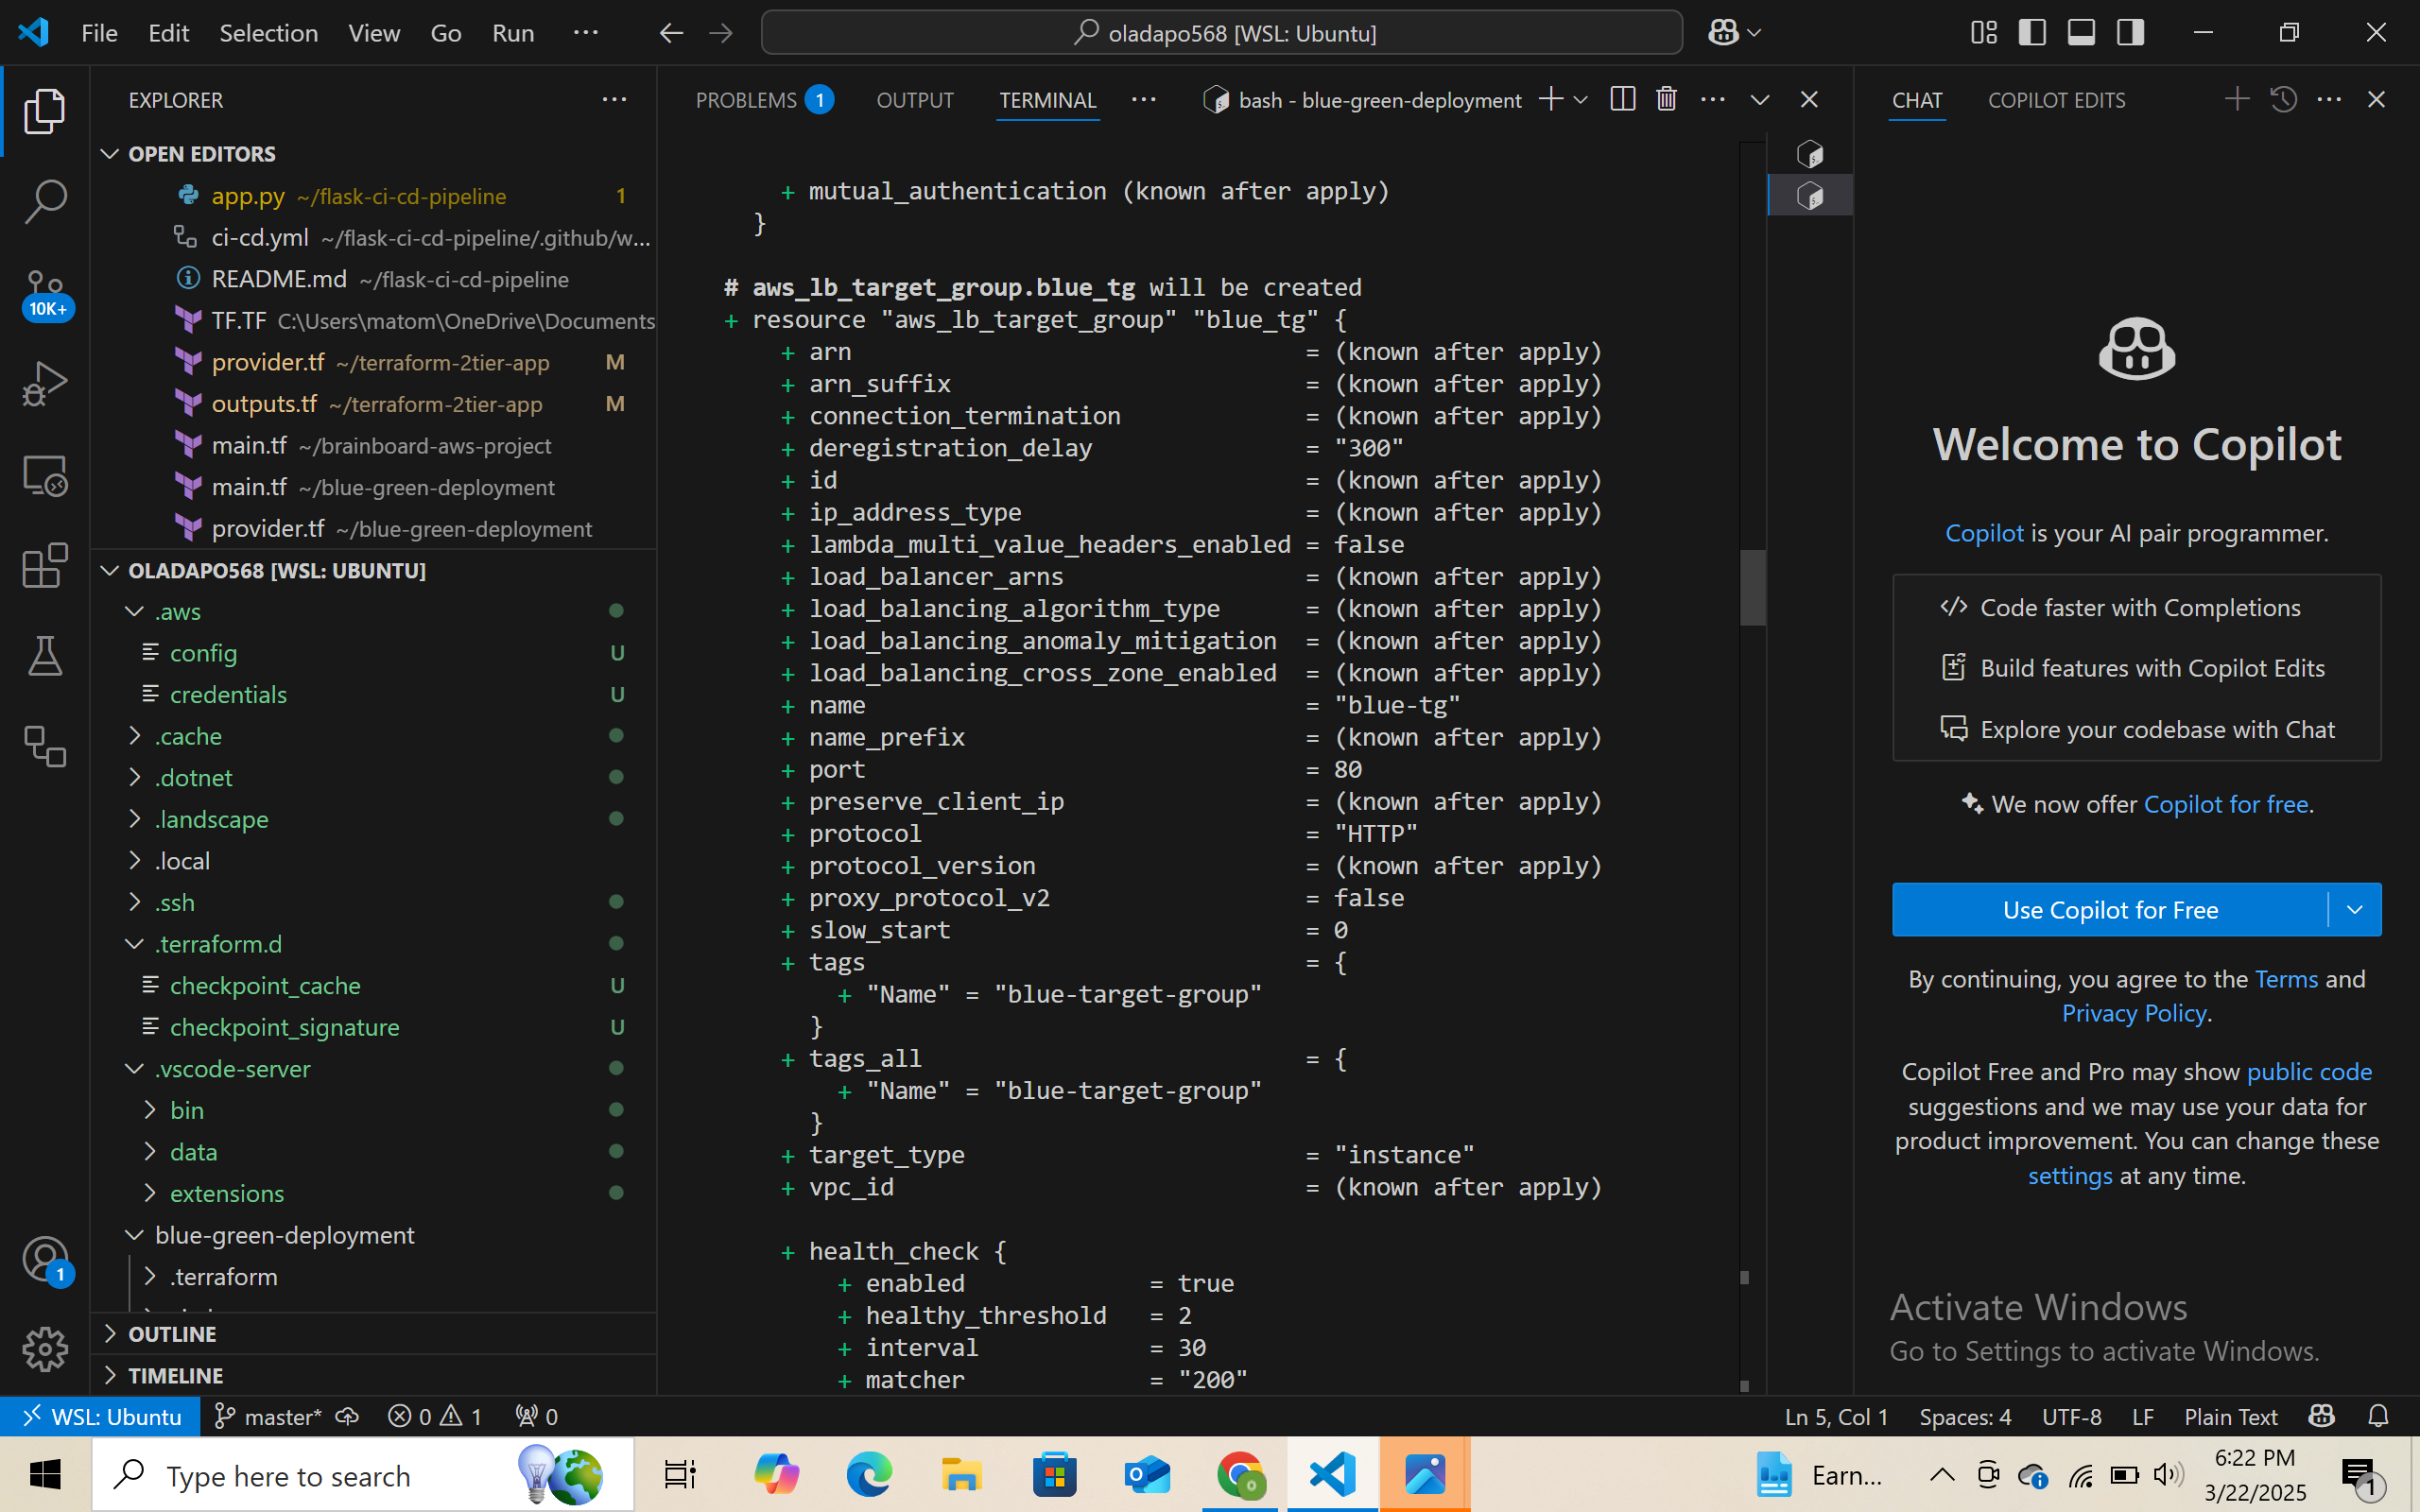 File Edit Selection View Go Run ··· oladapo568 [WSL: Ubuntu]
EXPLORER ···
OPEN EDITORS
app.py ~/flask-ci-cd-pipeline 1
ci-cd.yml ~/flask-ci-cd-pipeline/.github/w...
README.md ~/flask-ci-cd-pipeline
TF.TF C:\Users\matom\OneDrive\Documents
provider.tf ~/terraform-2tier-app M
outputs.tf ~/terraform-2tier-app M
main.tf ~/brainboard-aws-project
main.tf ~/blue-green-deployment
provider.tf ~/blue-green-deployment
OLADAPO568 [WSL: UBUNTU]
.aws
config U
credentials U
.cache
.dotnet
.landscape
.local
.ssh
.terraform.d
checkpoint_cache U
checkpoint_signature U
.vscode-server
bin
data
extensions
blue-green-deployment
.terraform
OUTLINE
TIMELINE
10K+
1
PROBLEMS 1 OUTPUT TERMINAL ··· bash - blue-green-deployment
+ mutual_authentication (known after apply)
}
# aws_lb_target_group.blue_tg will be created
+ resource "aws_lb_target_group" "blue_tg" {
+ arn = (known after apply)
+ arn_suffix = (known after apply)
+ connection_termination = (known after apply)
+ deregistration_delay = "300"
+ id = (known after apply)
+ ip_address_type = (known after apply)
+ lambda_multi_value_headers_enabled = false
+ load_balancer_arns = (known after apply)
+ load_balancing_algorithm_type = (known after apply)
+ load_balancing_anomaly_mitigation = (known after apply)
+ load_balancing_cross_zone_enabled = (known after apply)
+ name = "blue-tg"
+ name_prefix = (known after apply)
+ port = 80
+ preserve_client_ip = (known after apply)
+ protocol = "HTTP"
+ protocol_version = (known after apply)
+ proxy_protocol_v2 = false
+ slow_start = 0
+ tags = {
+ "Name" = "blue-target-group"
}
+ tags_all = {
+ "Name" = "blue-target-group"
}
+ target_type = "instance"
+ vpc_id = (known after apply)
+ health_check {
+ enabled = true
+ healthy_threshold = 2
+ interval = 30
+ matcher = "200"
CHAT COPILOT EDITS
Welcome to Copilot
Copilot is your AI pair programmer.
Code faster with Completions
Build features with Copilot Edits
Explore your codebase with Chat
We now offer Copilot for free.
Use Copilot for Free
By continuing, you agree to the Terms and
Privacy Policy.
Copilot Free and Pro may show public code
suggestions and we may use your data for
product improvement. You can change these
settings at any time.
Activate Windows
Go to Settings to activate Windows.
WSL: Ubuntu master* 0 1 0 Ln 5, Col 1 Spaces: 4 UTF-8 LF Plain Text
Type here to search Earn... 6:22 PM
3/22/2025
1